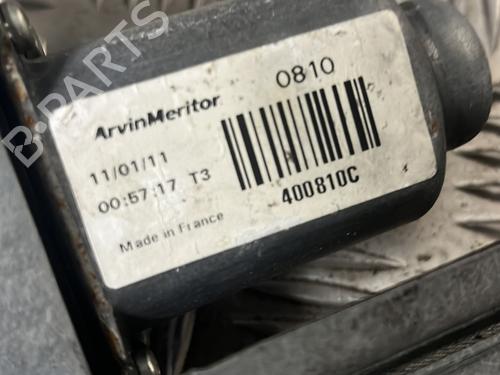 B-PARTS
ArvinMeritor
0810
11/01/11
00:57:17 T3
400810C
Made in France